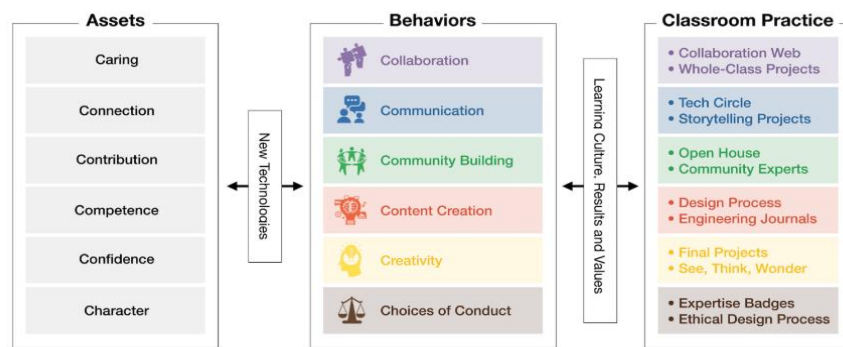 Assets
Caring
Connection
Contribution
Competence
Confidence
Character
New Technologies
Behaviors
Collaboration
Communication
Community Building
Content Creation
Creativity
Choices of Conduct
Learning Culture, Results and Values
Classroom Practice
• Collaboration Web
• Whole-Class Projects
• Tech Circle
• Storytelling Projects
• Open House
• Community Experts
• Design Process
• Engineering Journals
• Final Projects
• See, Think, Wonder
• Expertise Badges
• Ethical Design Process